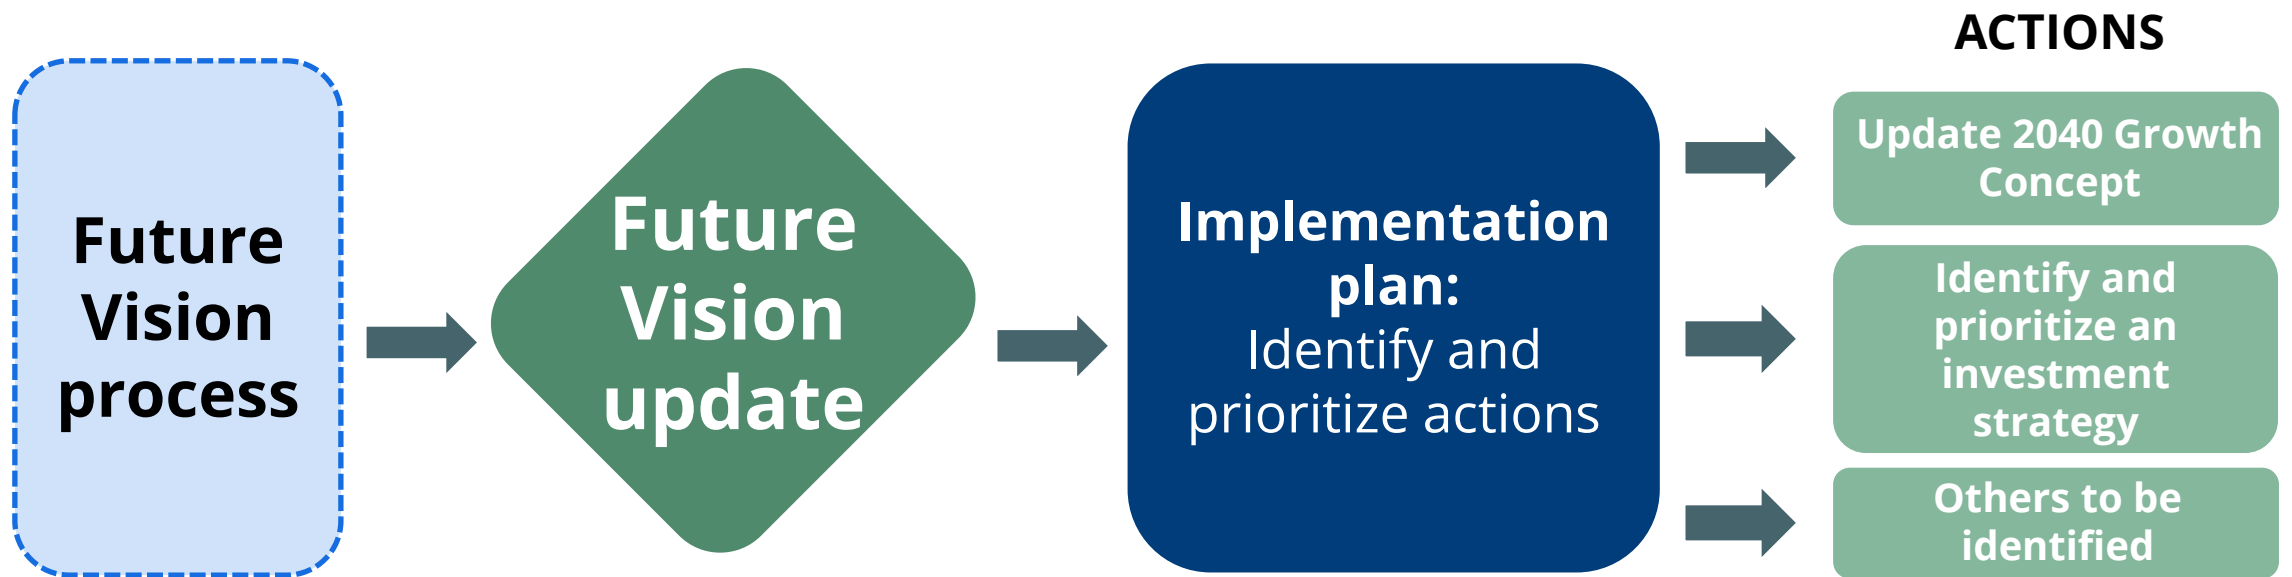 Future
Vision
process
Future
Vision
update
Implementation
plan:
Identify and
prioritize actions
ACTIONS
Update 2040 Growth
Concept
Identify and
prioritize an
investment
strategy
Others to be
identified